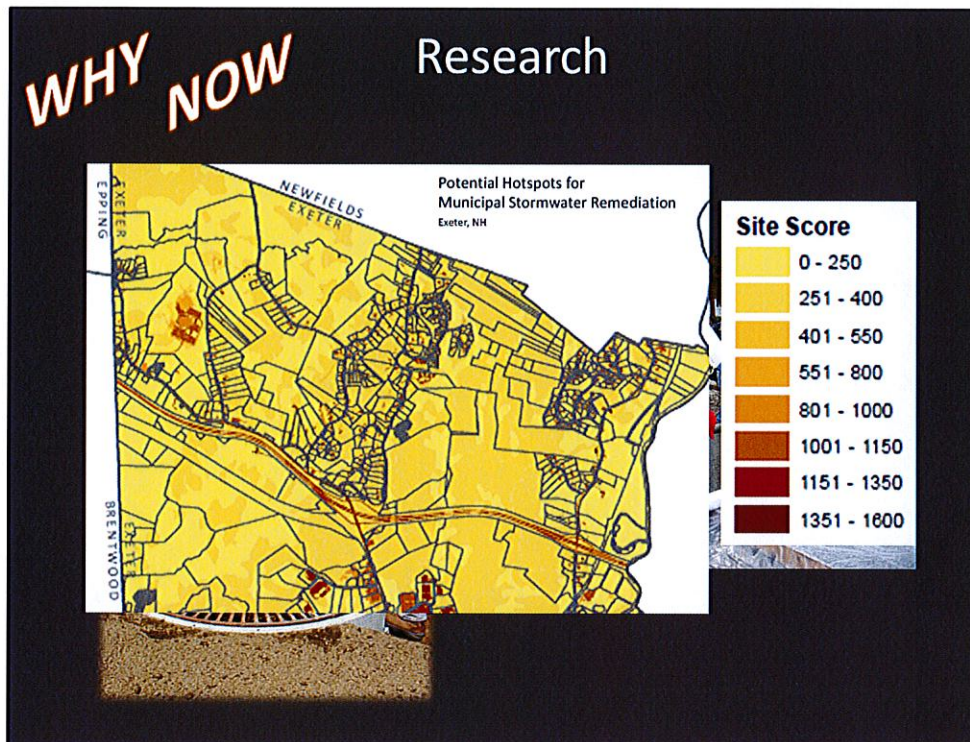 WHY NOW
Research
Potential Hotspots for
Municipal Stormwater Remediation
Exeter, NH
NEWFIELDS
EXETER
EPPING
EXETER
BRENTWOOD
EXETER
Site Score
0 - 250
251 - 400
401 - 550
551 - 800
801 - 1000
1001 - 1150
1151 - 1350
1351 - 1600